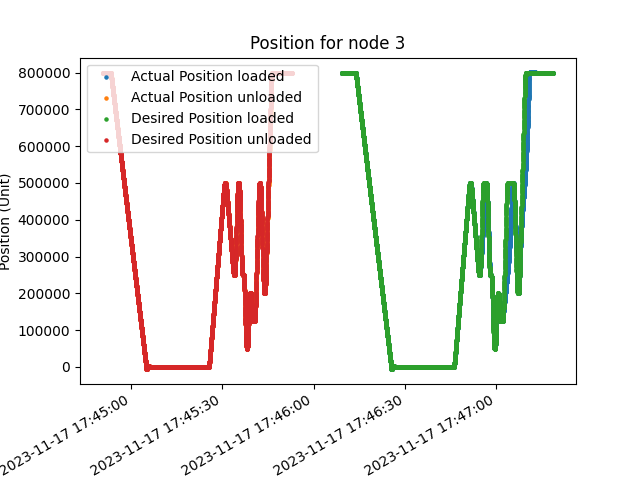 Position for node 3
Actual Position loaded
Actual Position unloaded
Desired Position loaded
Desired Position unloaded
Position (Unit)
800000
700000
600000
500000
400000
300000
200000
100000
0
2023-11-17 17:45:00
2023-11-17 17:45:30
2023-11-17 17:46:00
2023-11-17 17:46:30
2023-11-17 17:47:00